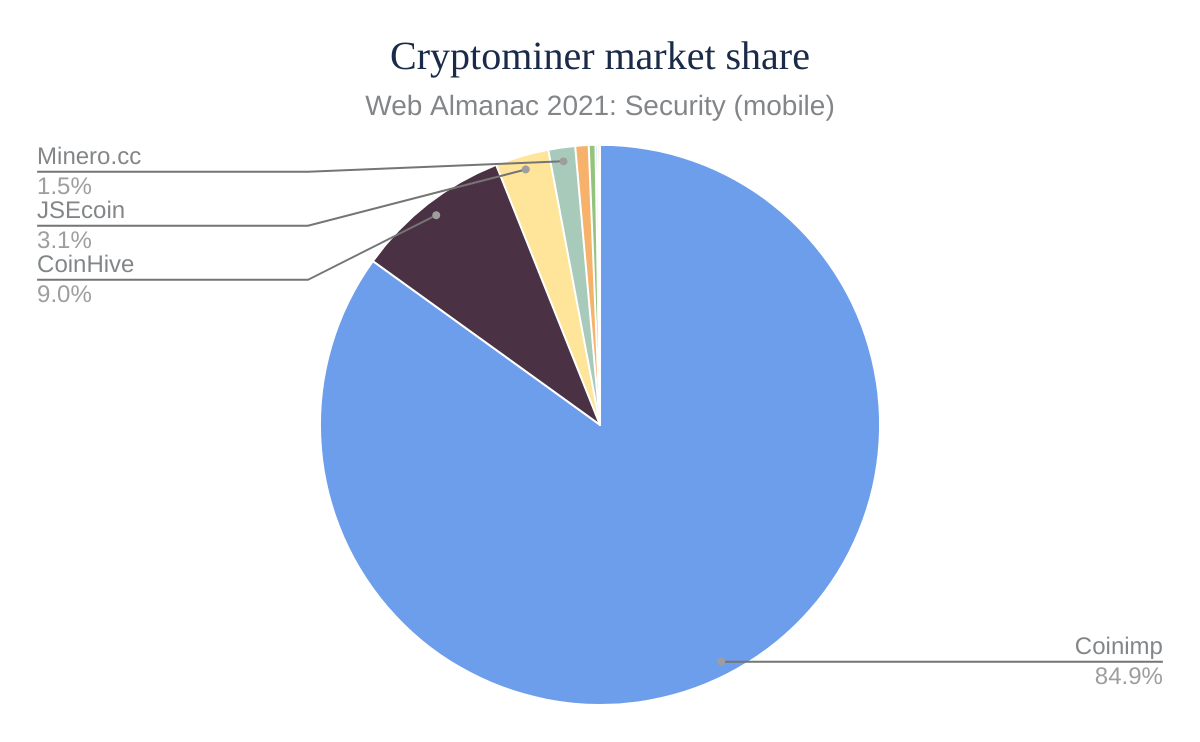 Cryptominer market share
Web Almanac 2021: Security (mobile)
Minero.cc
1.5%
JSEcoin
3.1%
CoinHive
9.0%
Coinimp
84.9%